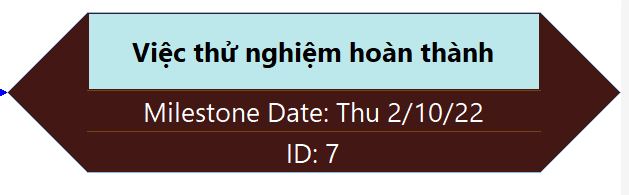 Việc thử nghiệm hoàn thành
Milestone Date: Thu 2/10/22
ID: 7